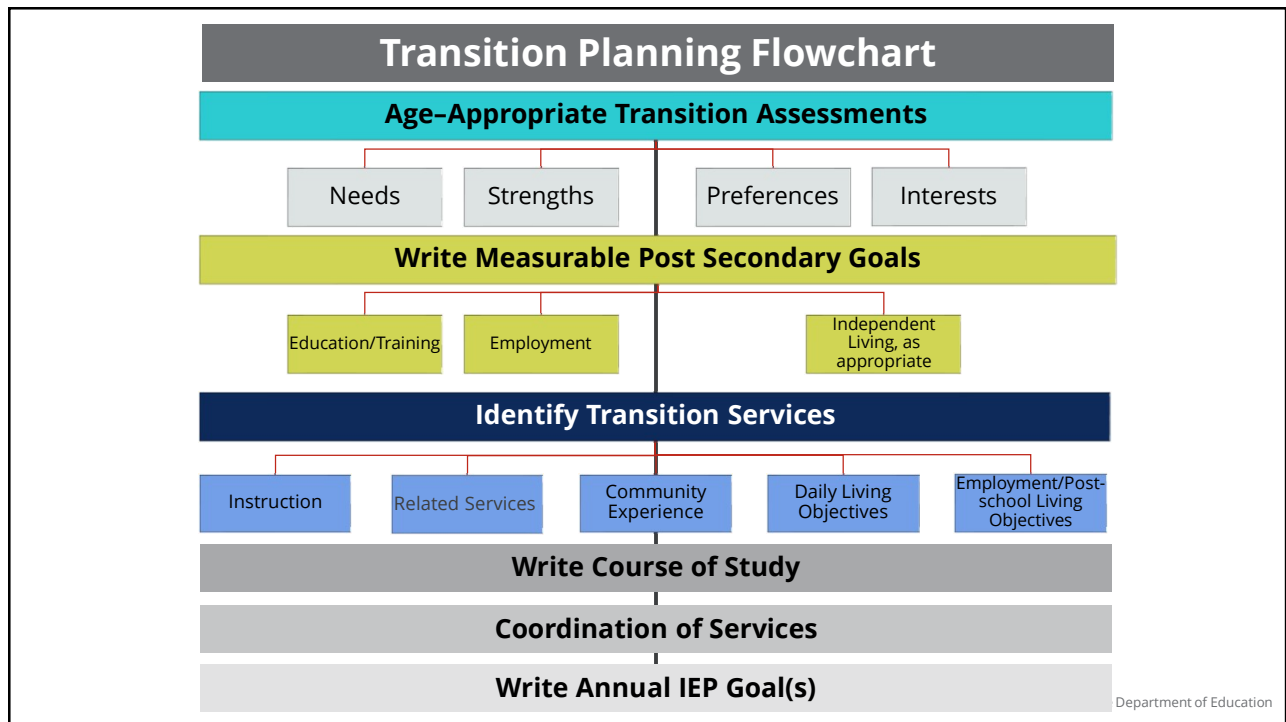 Transition Planning Flowchart
Age–Appropriate Transition Assessments
Needs
Strengths
Preferences
Interests
Write Measurable Post Secondary Goals
Education/Training
Employment
Independent
Living, as
appropriate
Identify Transition Services
Instruction
Related Services
Community
Experience
Daily Living
Objectives
Employment/Post-
school Living
Objectives
Write Course of Study
Coordination of Services
Write Annual IEP Goal(s)
Department of Education